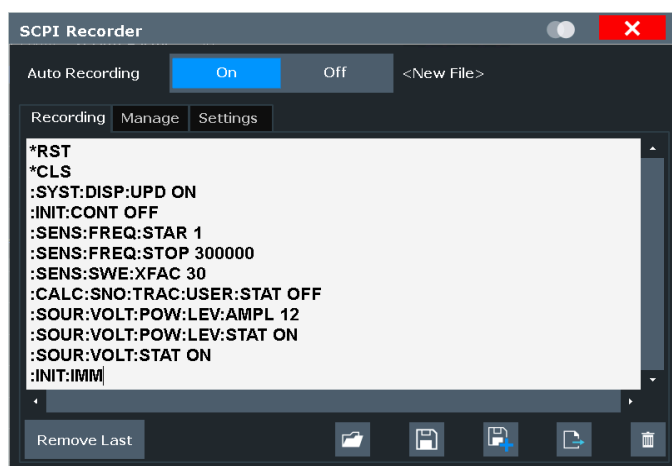 SCPI Recorder
Auto Recording On Off <New File>
Recording Manage Settings
*RST
*CLS
:SYST:DISP:UPD ON
:INIT:CONT OFF
:SENS:FREQ:STAR 1
:SENS:FREQ:STOP 300000
:SENS:SWE:XFAC 30
:CALC:SNO:TRAC:USER:STAT OFF
:SOUR:VOLT:POW:LEV:AMPL 12
:SOUR:VOLT:POW:LEV:STAT ON
:SOUR:VOLT:STAT ON
:INIT:IMM
Remove Last